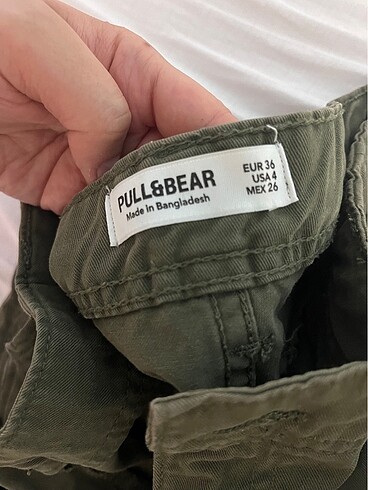 PULL&BEAR
Made in Bangladesh
EUR 36
USA 4
MEX 26